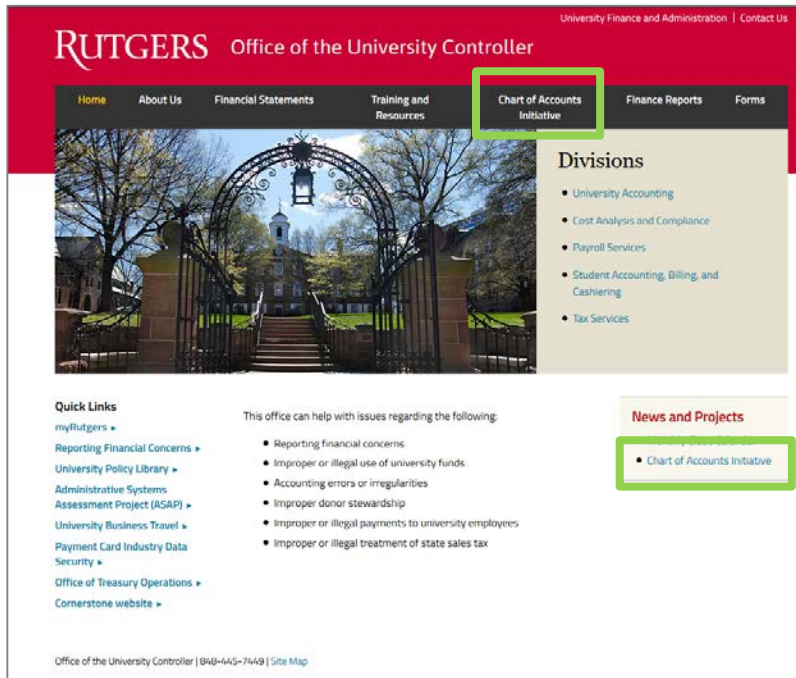 University Finance and Administration | Contact Us
RUTGERS Office of the University Controller
Home About Us Financial Statements Training and Resources Chart of Accounts Initiative Finance Reports Forms
Divisions
• University Accounting
• Cost Analysis and Compliance
• Payroll Services
• Student Accounting, Billing, and
Cashiering
• Tax Services
Quick Links
myRutgers ▸
Reporting Financial Concerns ▸
University Policy Library ▸
Administrative Systems
Assessment Project (ASAP) ▸
University Business Travel ▸
Payment Card Industry Data
Security ▸
Office of Treasury Operations ▸
Cornerstone website ▸
This office can help with issues regarding the following:
• Reporting financial concerns
• Improper or illegal use of university funds
• Accounting errors or irregularities
• Improper donor stewardship
• Improper or illegal payments to university employees
• Improper or illegal treatment of state sales tax
News and Projects
• Chart of Accounts Initiative
Office of the University Controller | 848-445-7449 | Site Map